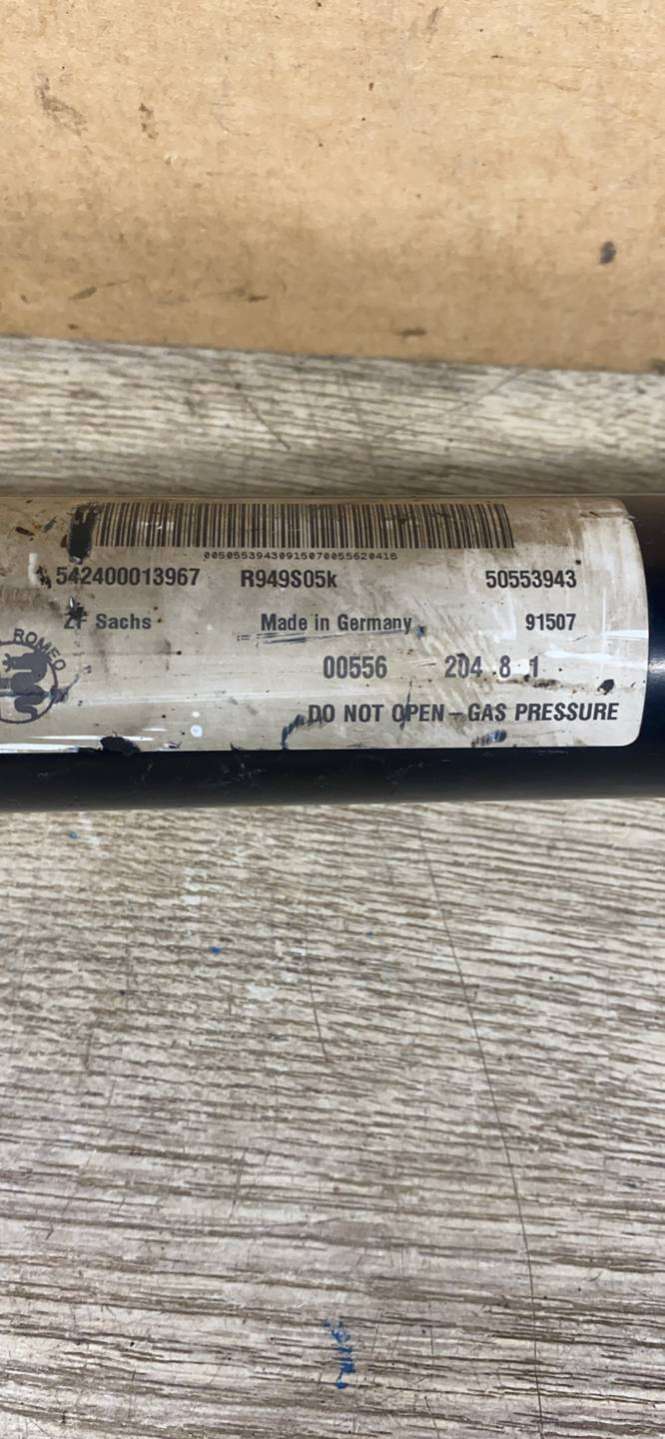 00505539430915070055620416
542400013967 R949S05k 50553943
ZF Sachs Made in Germany 91507
ROMEO
00556 204 8 1
DO NOT OPEN - GAS PRESSURE